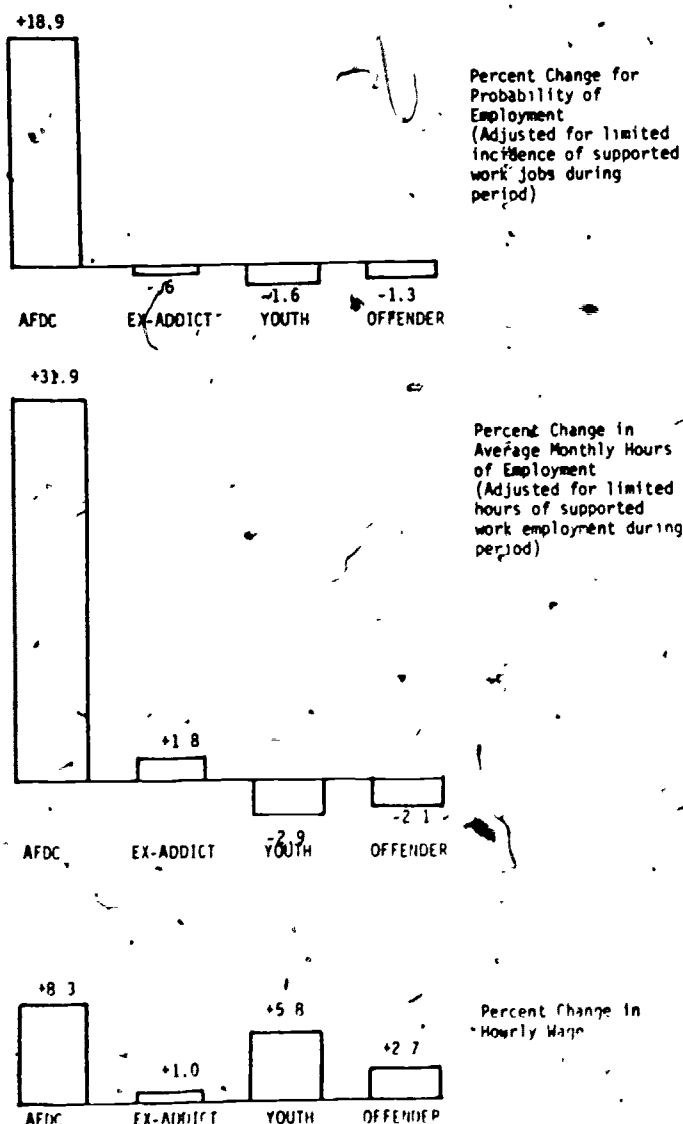 +18.9
Percent Change for
Probability of
Employment
(Adjusted for limited
incidence of supported
work jobs during
period)
-.6
-1.6
-1.3
AFDC EX-ADDICT YOUTH OFFENDER
+31.9
Percent Change in
Average Monthly Hours
of Employment
(Adjusted for limited
hours of supported
work employment during
period)
+1 8
-2.9
-2 1
AFDC EX-ADDICT YOUTH OFFENDER
+8 3
+1.0
+5 8
+2 7
Percent Change in
Hourly Wage
AFDC EX-ADDICT YOUTH OFFENDER